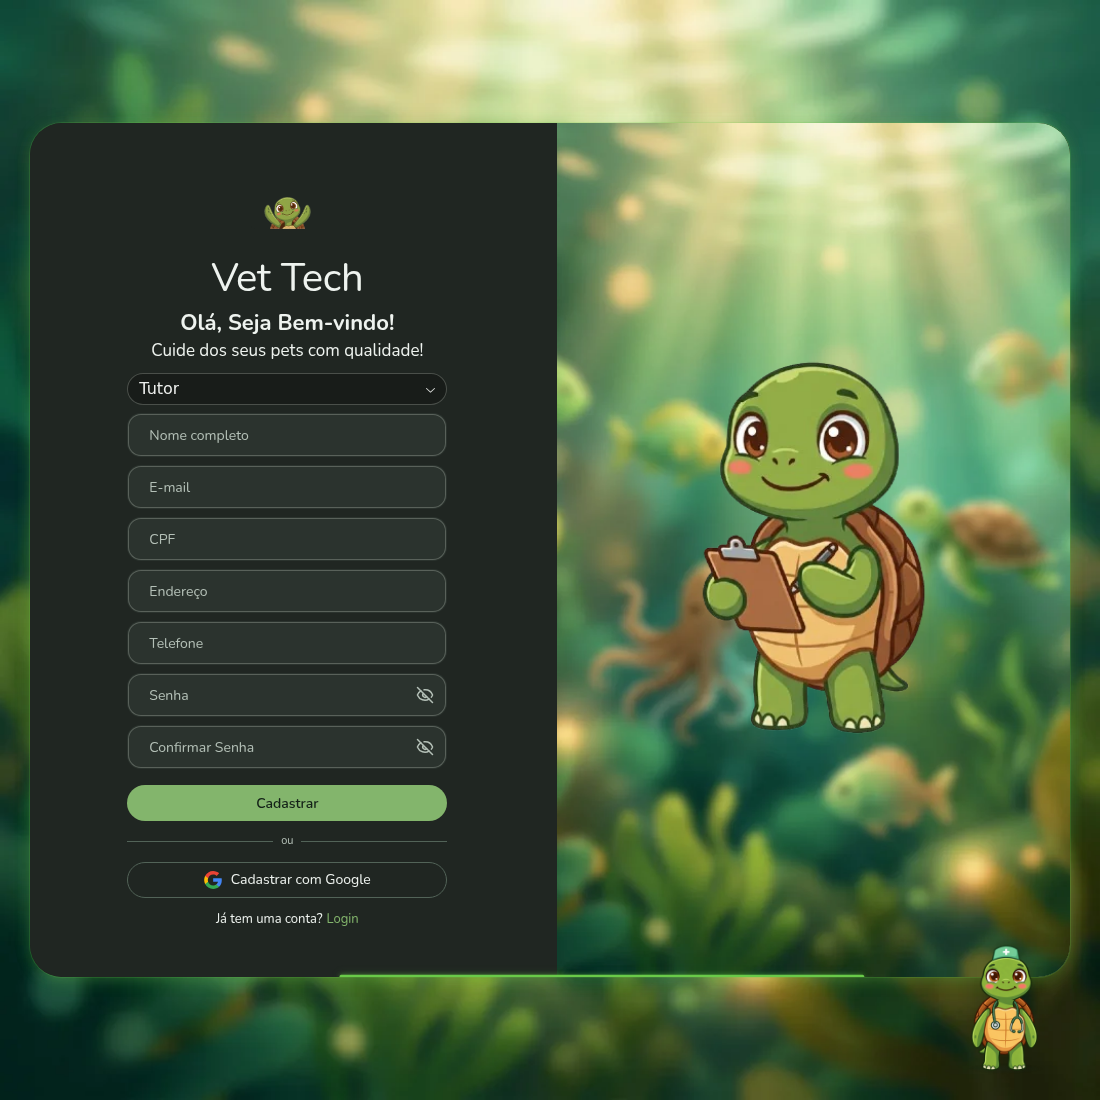 Vet Tech
Olá, Seja Bem-vindo!
Cuide dos seus pets com qualidade!
Tutor
Nome completo
E-mail
CPF
Endereço
Telefone
Senha
Confirmar Senha
Cadastrar
ou
Cadastrar com Google
Já tem uma conta? Login